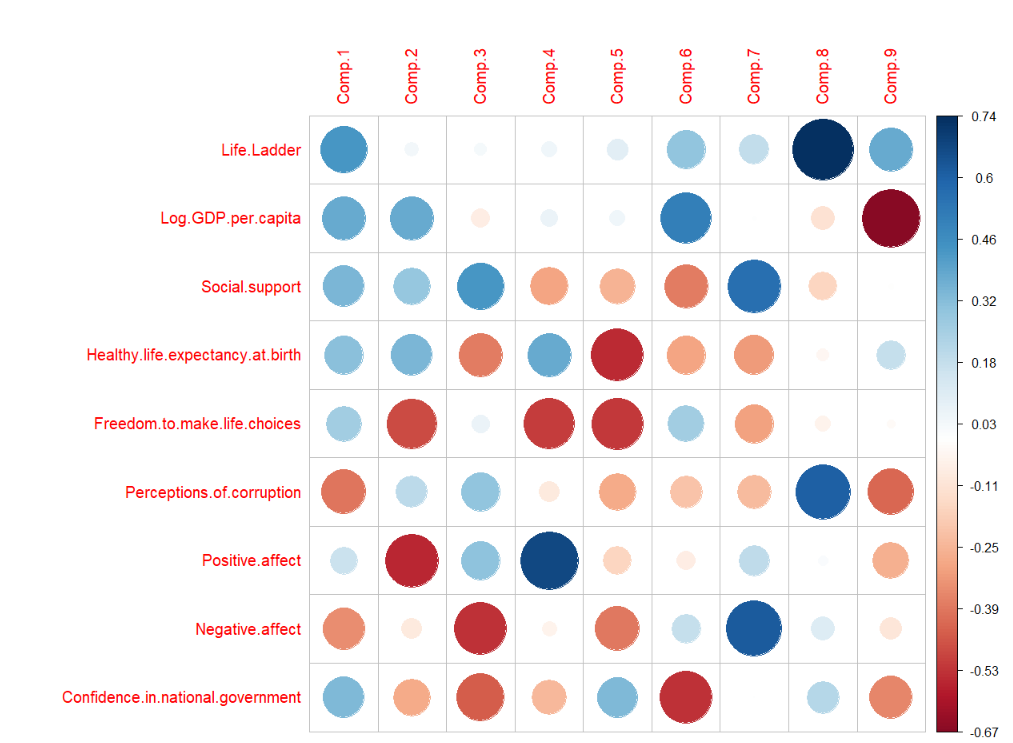 Comp.1
Comp.2
Comp.3
Comp.4
Comp.5
Comp.6
Comp.7
Comp.8
Comp.9
Life.Ladder
Log.GDP.per.capita
Social.support
Healthy.life.expectancy.at.birth
Freedom.to.make.life.choices
Perceptions.of.corruption
Positive.affect
Negative.affect
Confidence.in.national.government
0.74
0.6
0.46
0.32
0.18
0.03
-0.11
-0.25
-0.39
-0.53
-0.67